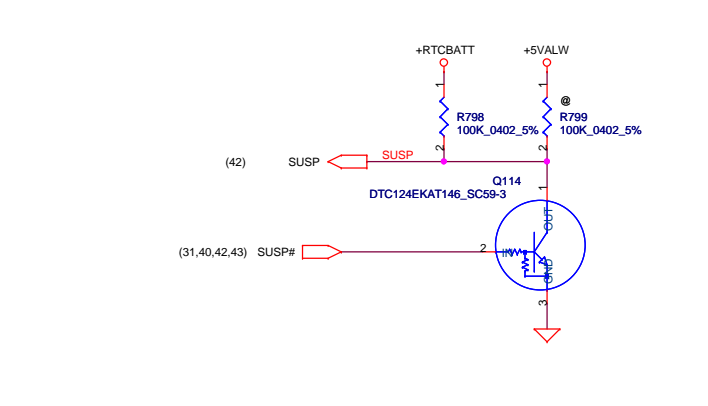 +RTCBATT
+5VALW
1
1
@
R798
100K_0402_5%
R799
100K_0402_5%
2
2
(42)
SUSP
SUSP
Q114
DTC124EKAT146_SC59-3
1
OUT
(31,40,42,43)
SUSP#
2
IN
GND
3